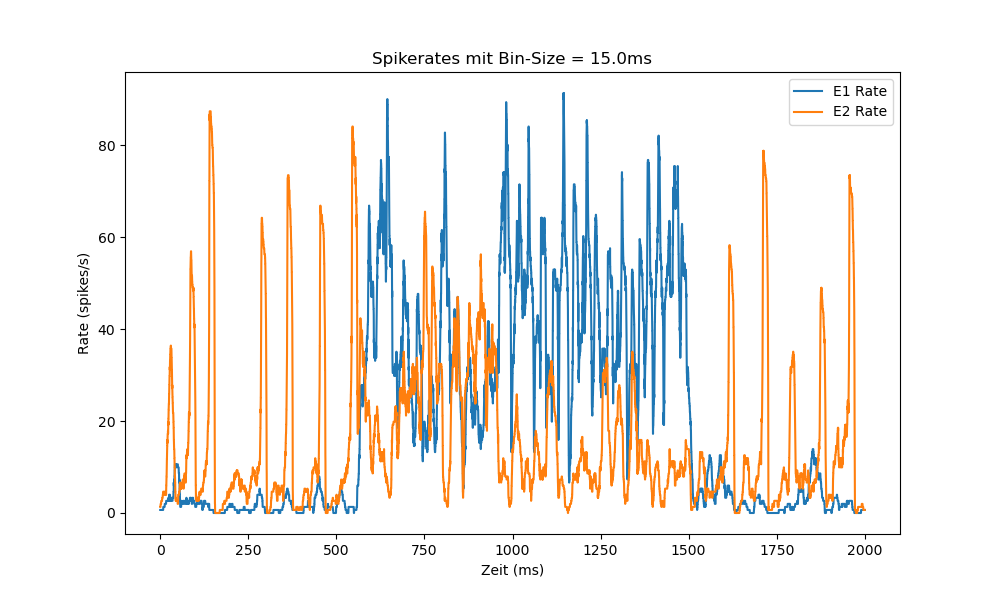 Spikerates mit Bin-Size = 15.0ms
E1 Rate
E2 Rate
Rate (spikes/s)
80
60
40
20
0
0 250 500 750 1000 1250 1500 1750 2000
Zeit (ms)